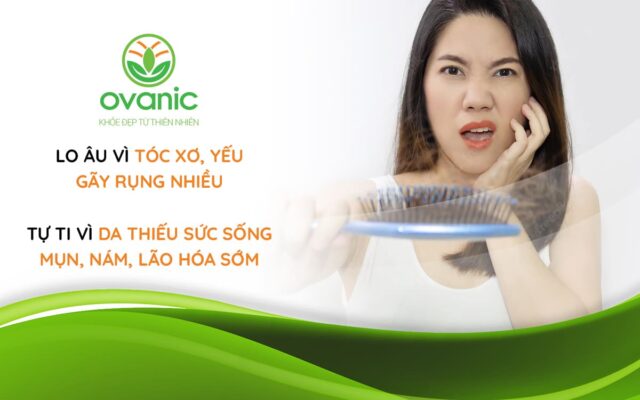 ovanic
KHỎE ĐẸP TỪ THIÊN NHIÊN
LO ÂU VÌ TÓC XƠ, YẾU
GÃY RỤNG NHIỀU
TỰ TI VÌ DA THIẾU SỨC SỐNG
MỤN, NÁM, LÃO HÓA SỚM